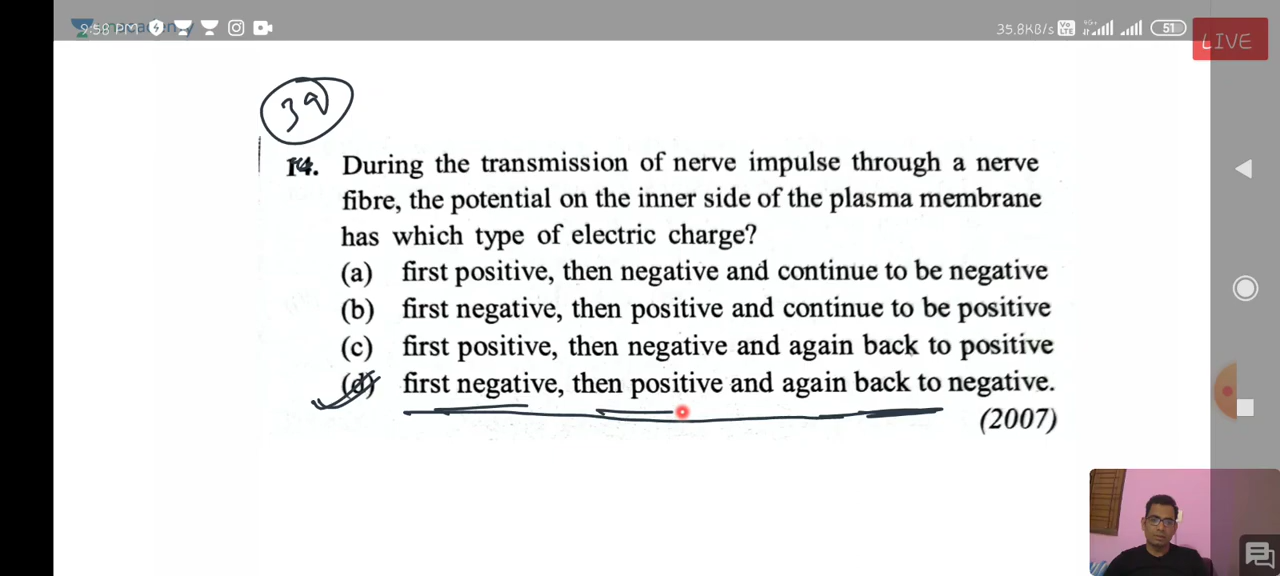 9:58 PM
35.8KB/s
51
LIVE
39
14. During the transmission of nerve impulse through a nerve
fibre, the potential on the inner side of the plasma membrane
has which type of electric charge?
(a) first positive, then negative and continue to be negative
(b) first negative, then positive and continue to be positive
(c) first positive, then negative and again back to positive
(d) first negative, then positive and again back to negative.
(2007)